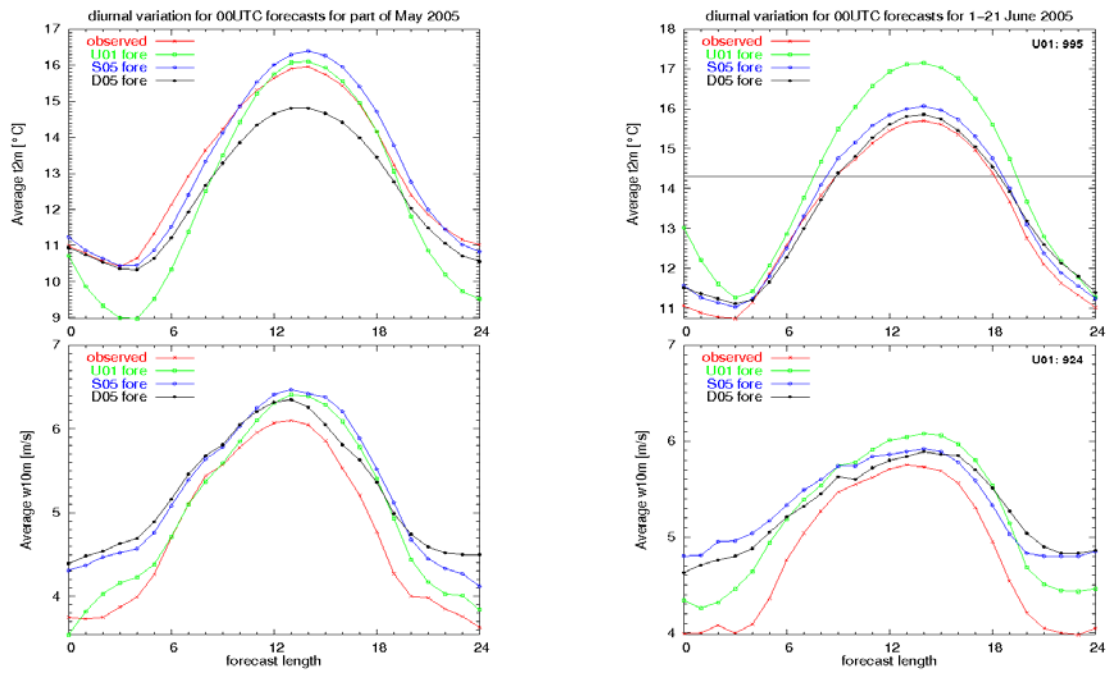 diurnal variation for 00UTC forecasts for part of May 2005
17
16
15
14
13
12
11
10
9
0
6
12
18
24
Average t2m [°C]
observed
U01 fore
S05 fore
D05 fore
diurnal variation for 00UTC forecasts for 1-21 June 2005
18
17
16
15
14
13
12
11
0
6
12
18
24
Average t2m [°C]
observed
U01 fore
S05 fore
D05 fore
U01: 995
7
6
5
4
0
6
12
18
24
Average w10m [m/s]
forecast length
observed
U01 fore
S05 fore
D05 fore
7
6
5
4
0
6
12
18
24
Average w10m [m/s]
forecast length
observed
U01 fore
S05 fore
D05 fore
U01: 924